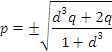 p = ±√((d³q + 2q)/(1 + d³))